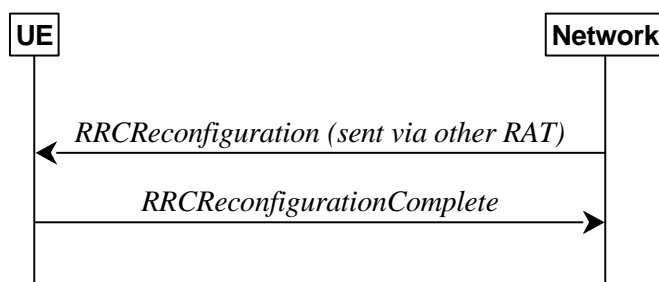 UE
Network
RRCReconfiguration (sent via other RAT)
RRCReconfigurationComplete